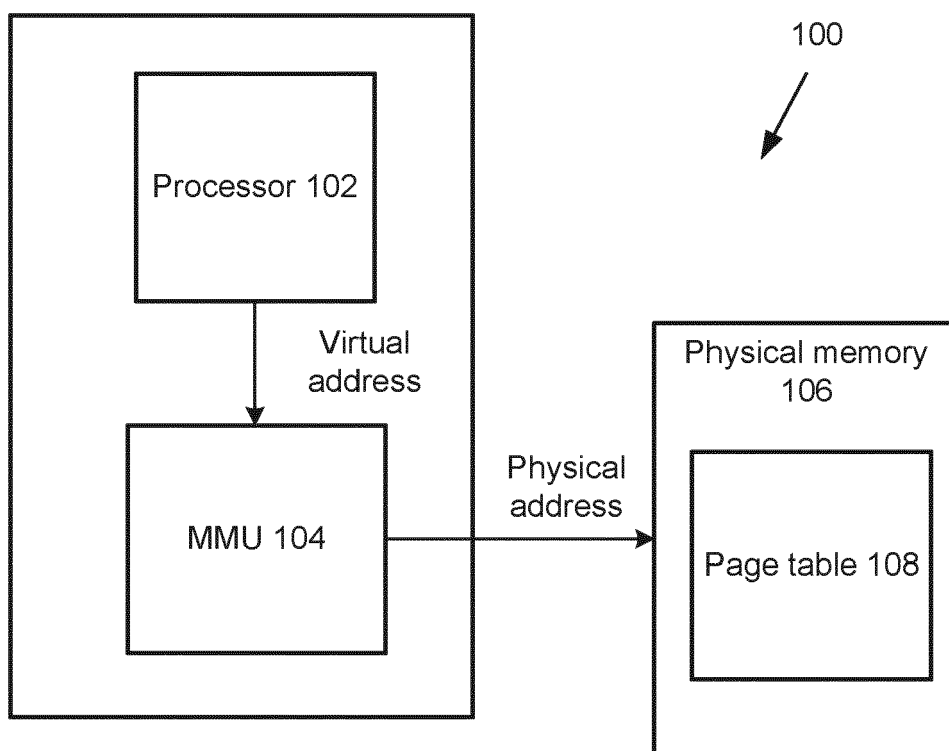 100
Processor 102
Virtual
address
Physical memory
106
Physical
address
MMU 104
Page table 108